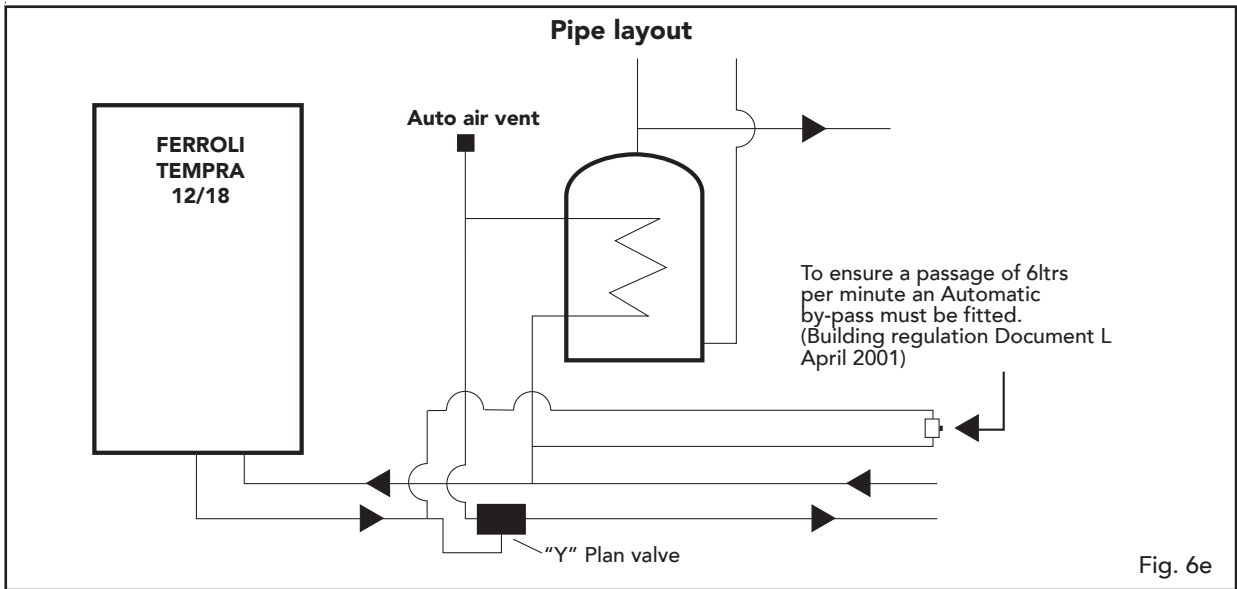 Pipe layout
Auto air vent
FERROLI
TEMPRA
12/18
To ensure a passage of 6ltrs
per minute an Automatic
by-pass must be fitted.
(Building regulation Document L
April 2001)
"Y" Plan valve
Fig. 6e